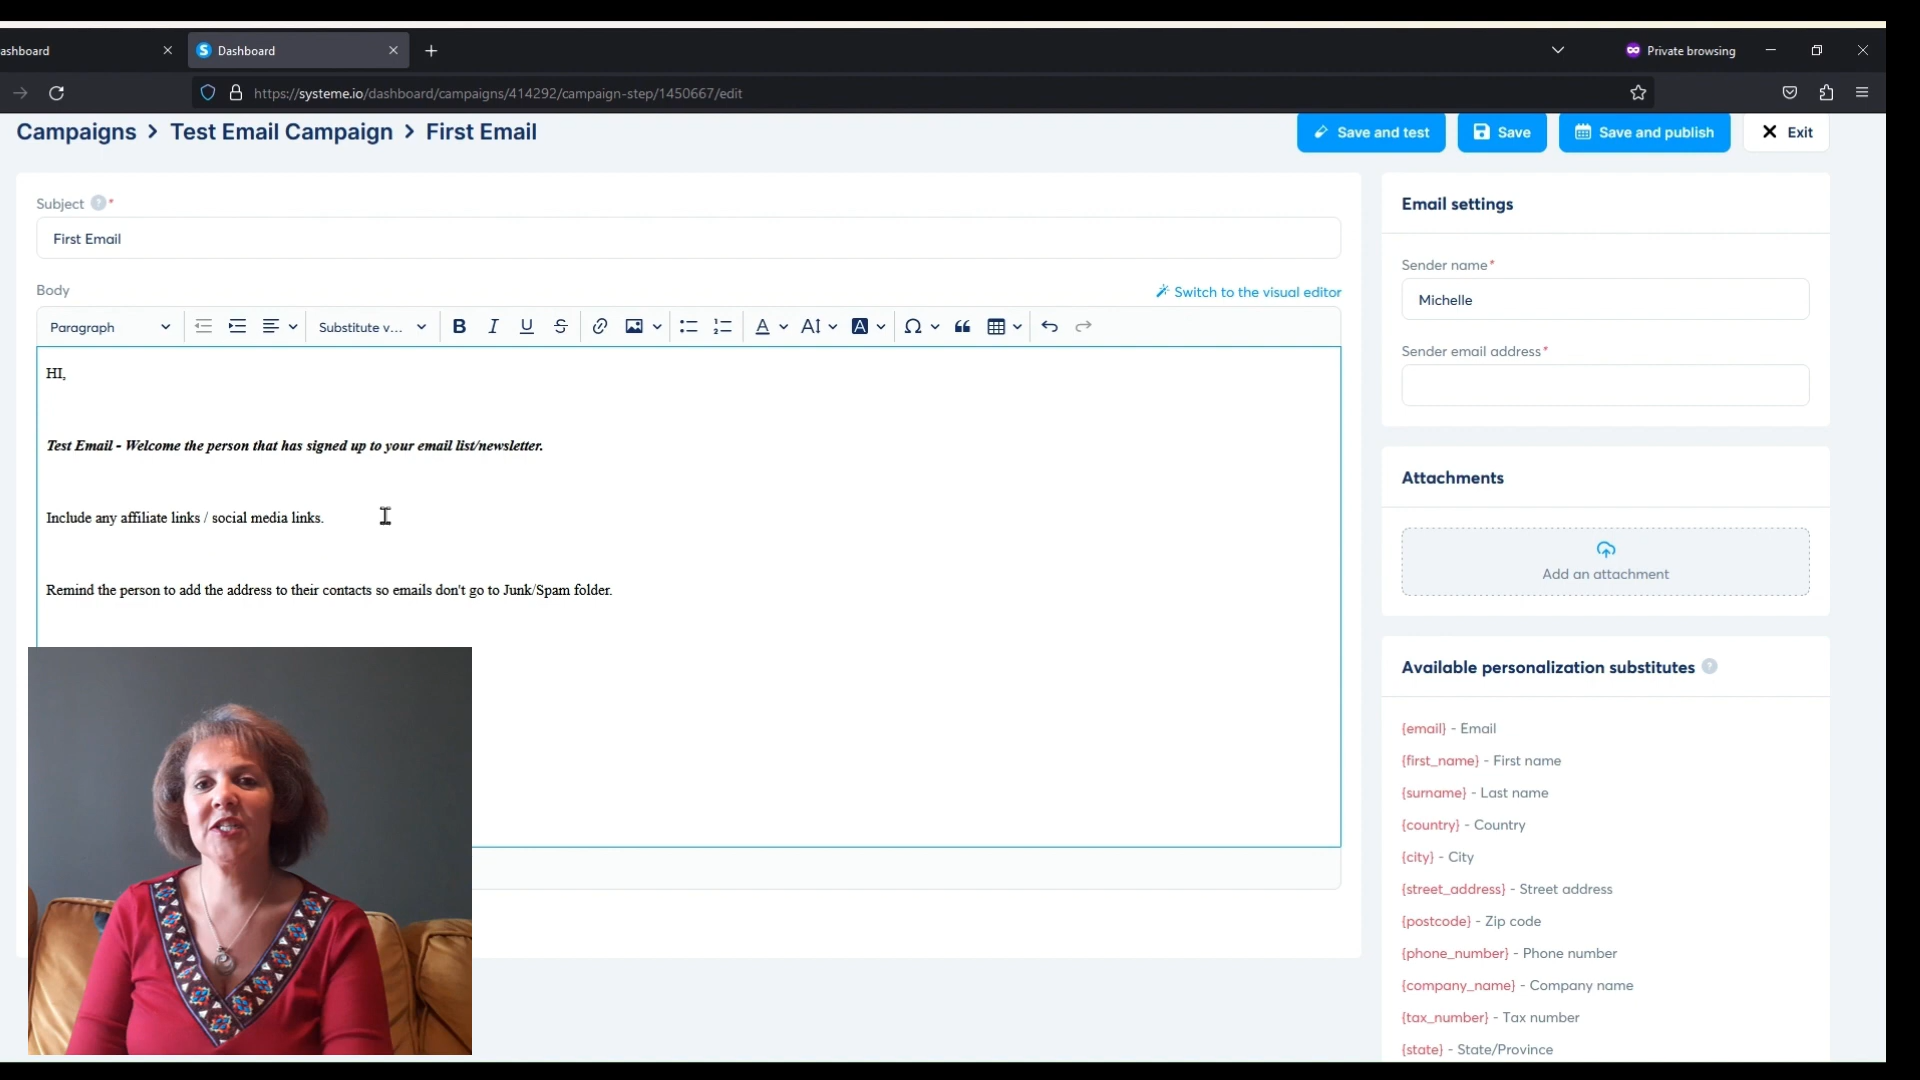 ashboard
Dashboard
Private browsing
https://systeme.io/dashboard/campaigns/414292/campaign-step/1450667/edit
Campaigns > Test Email Campaign > First Email
Save and test
Save
Save and publish
Exit
Subject ? *
First Email
Body
Switch to the visual editor
Paragraph
Substitute v...
B I U S
HI,
Test Email - Welcome the person that has signed up to your email list/newsletter.
Include any affiliate links / social media links.
Remind the person to add the address to their contacts so emails don't go to Junk/Spam folder.
Email settings
Sender name*
Michelle
Sender email address*
Attachments
Add an attachment
Available personalization substitutes ?
{email} - Email
{first_name} - First name
{surname} - Last name
{country} - Country
{city} - City
{street_address} - Street address
{postcode} - Zip code
{phone_number} - Phone number
{company_name} - Company name
{tax_number} - Tax number
{state} - State/Province